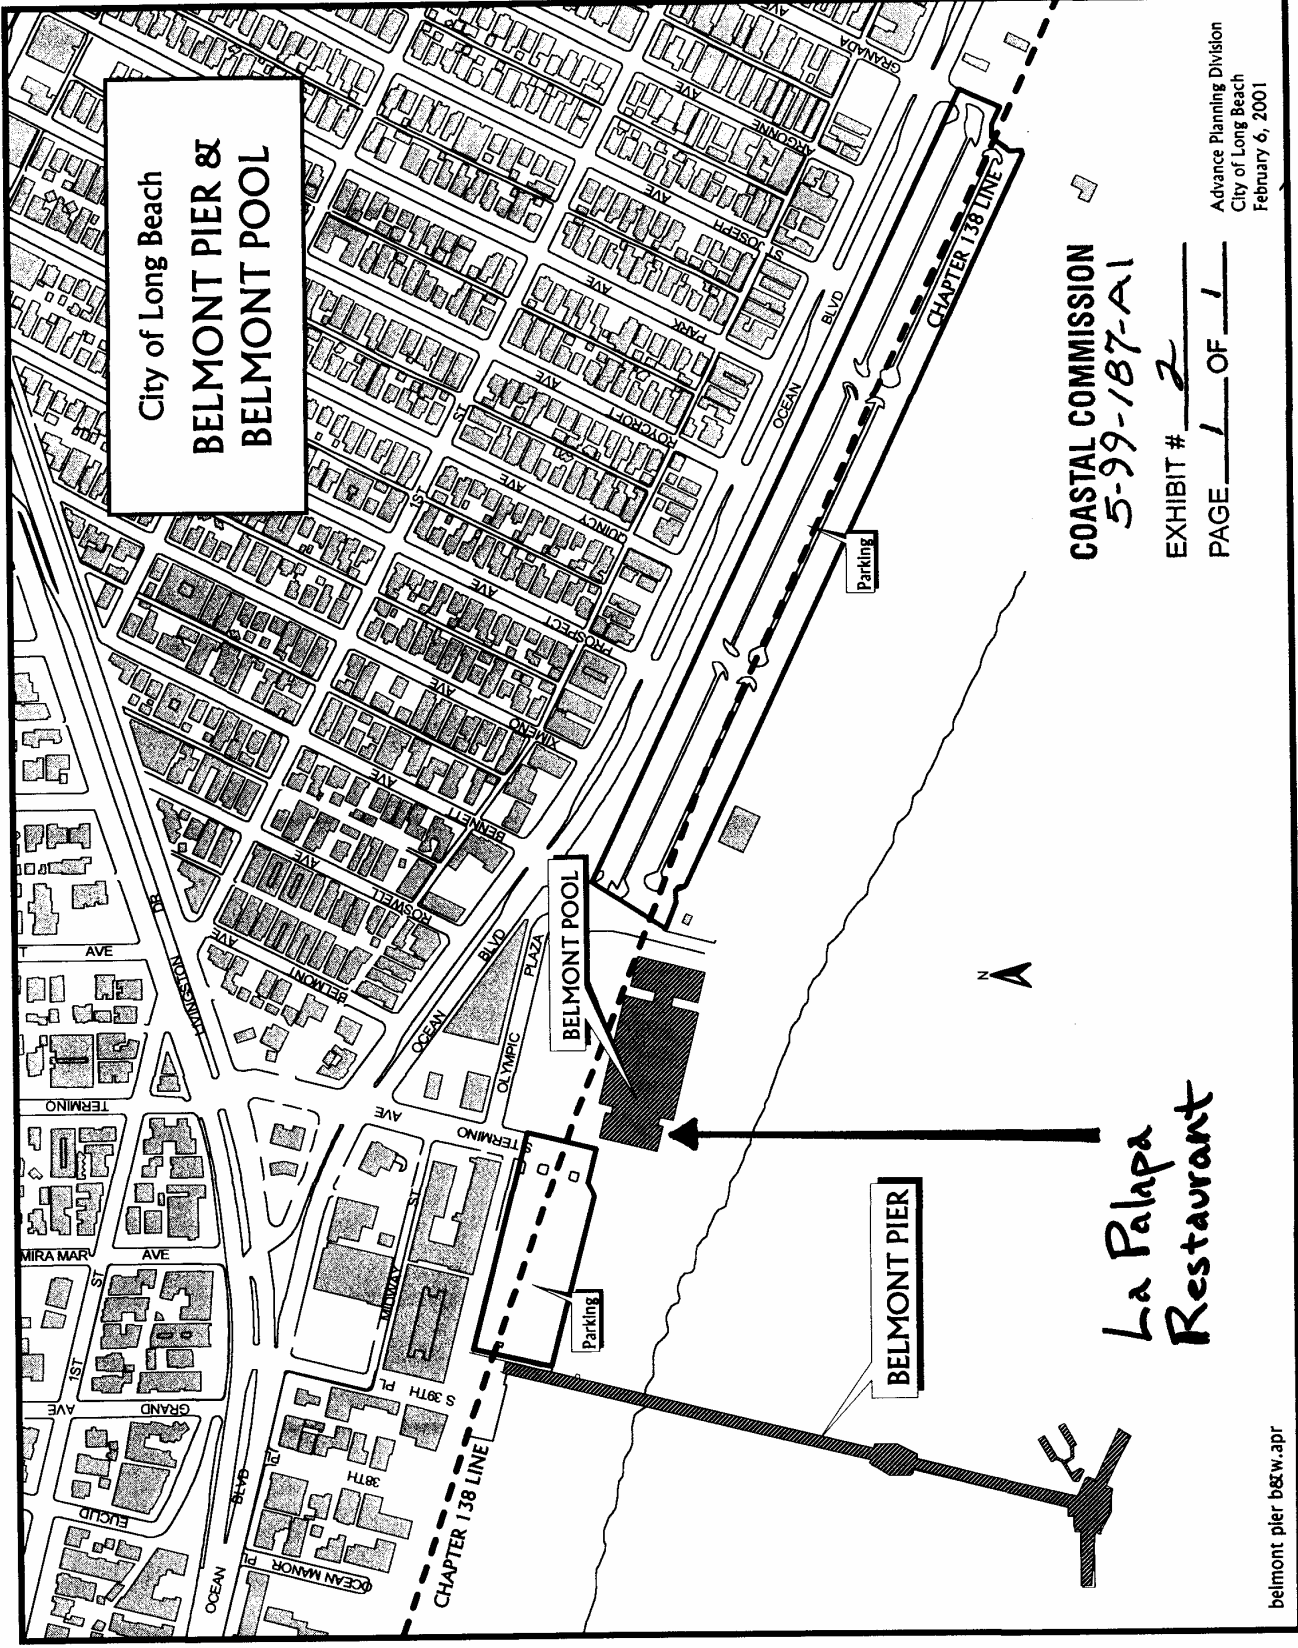 City of Long Beach
BELMONT PIER &
BELMONT POOL
GRANADA
AVE
ARGONNE
AVE
JOSEPH
AVE
ST
PARK
AVE
ROYCROFT
AVE
ST
1ST
QUINCY
AVE
PROSPECT
AVE
XIMENO
AVE
BENNETT
AVE
ROSWELL
AVE
BELMONT
AVE
LIVINGSTON
DR
OCEAN
BLVD
OCEAN
BLVD
OLYMPIC
PLAZA
T
AVE
TERMINO
AVE
S TERMINO
MIRA MAR
AVE
1ST
ST
MIDWAY
ST
GRAND
AVE
EUCLID
OCEAN
BLVD
PL
S 39TH
PL
38TH
PL
OCEAN MANOR
CHAPTER 138 LINE
CHAPTER 138 LINE
Parking
Parking
BELMONT POOL
BELMONT PIER
N
La Palapa
Restaurant
COASTAL COMMISSION
5-99-187-A1
EXHIBIT # 2
PAGE 1 OF 1
Advance Planning Division
City of Long Beach
February 6, 2001
belmont pier b&w.apr